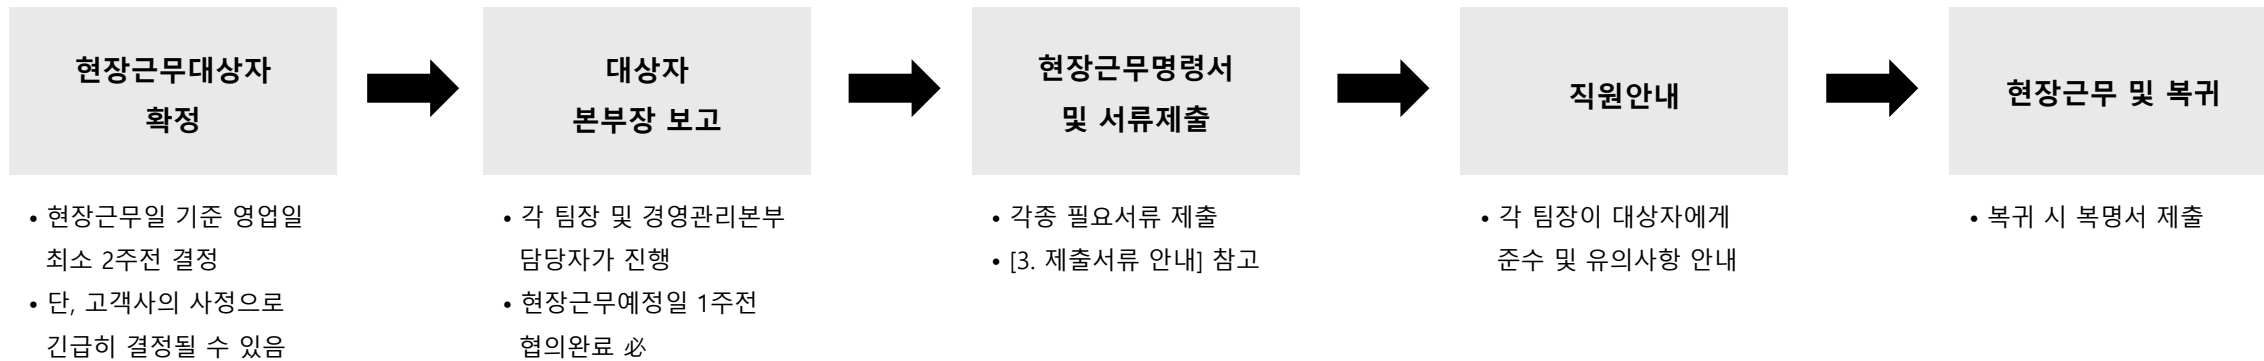 현장근무대상자
확정
• 현장근무일 기준 영업일
최소 2주전 결정
• 단, 고객사의 사정으로
긴급히 결정될 수 있음
대상자
본부장 보고
• 각 팀장 및 경영관리본부
담당자가 진행
• 현장근무예정일 1주전
협의완료 必
현장근무명령서
및 서류제출
• 각종 필요서류 제출
• [3. 제출서류 안내] 참고
직원안내
• 각 팀장이 대상자에게
준수 및 유의사항 안내
현장근무 및 복귀
• 복귀 시 복명서 제출